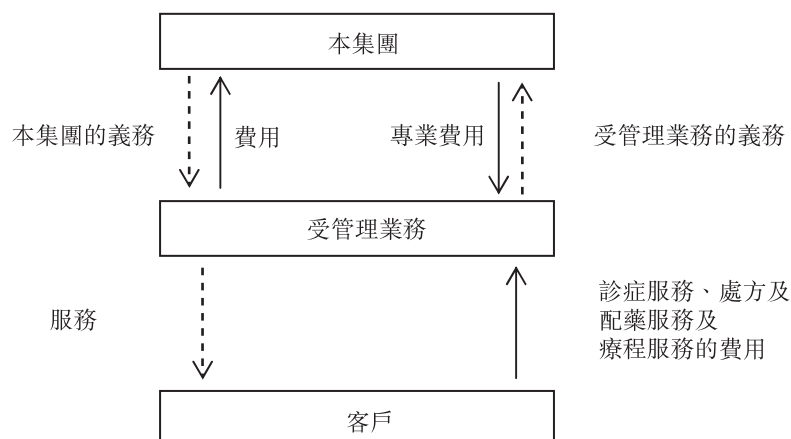 本集團
本集團的義務
費用
專業費用
受管理業務的義務
受管理業務
服務
診症服務、處方及
配藥服務及
療程服務的費用
客戶